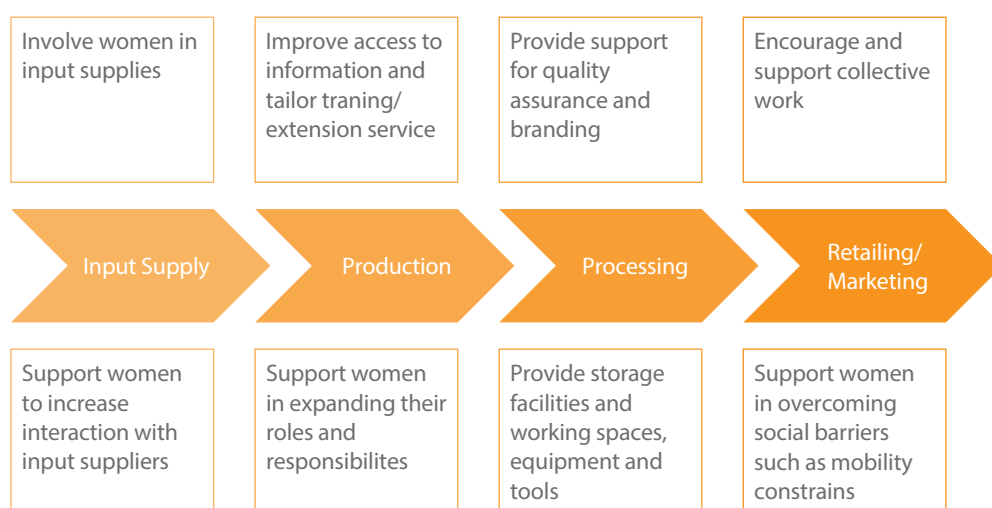 Involve women in
input supplies
Improve access to
information and
tailor traning/
extension service
Provide support
for quality
assurance and
branding
Encourage and
support collective
work
Input Supply
Production
Processing
Retailing/
Marketing
Support women
to increase
interaction with
input suppliers
Support women
in expanding their
roles and
responsibilites
Provide storage
facilities and
working spaces,
equipment and
tools
Support women
in overcoming
social barriers
such as mobility
constrains